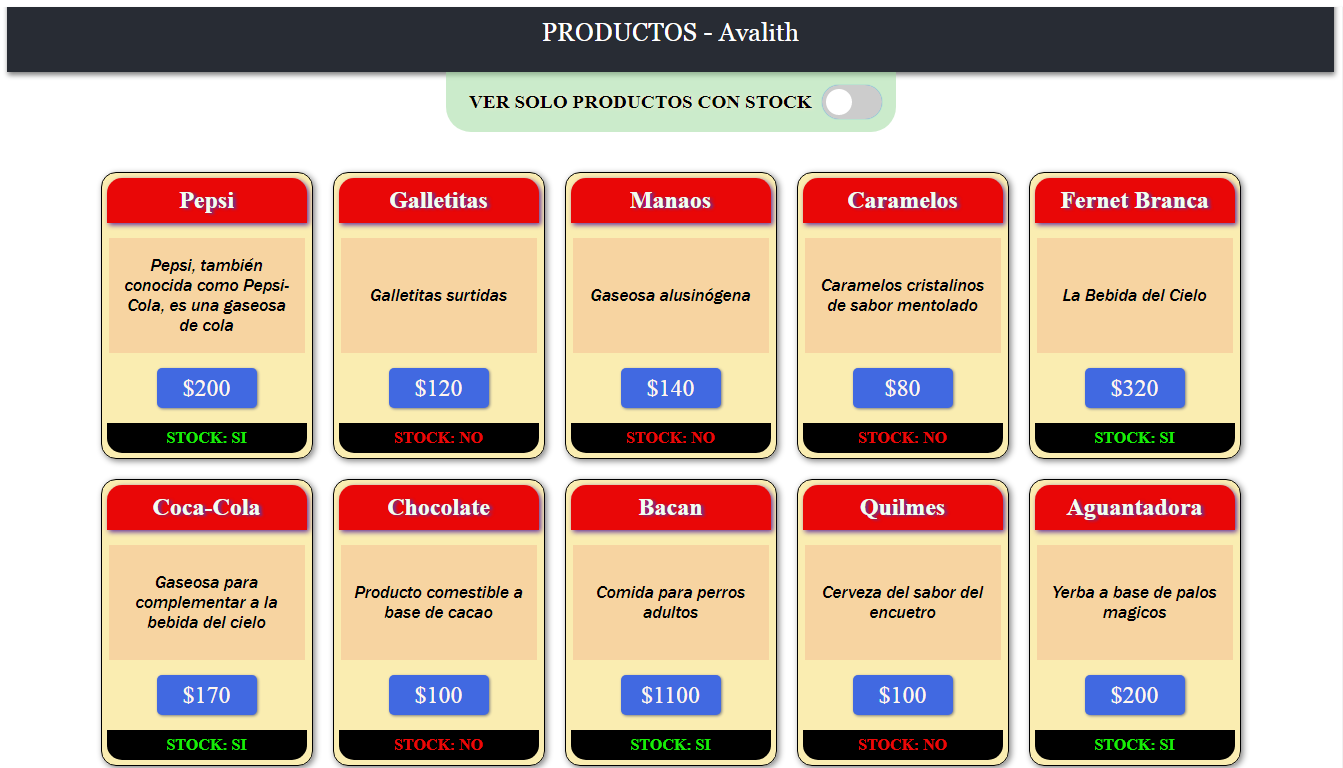 PRODUCTOS - Avalith
VER SOLO PRODUCTOS CON STOCK
Pepsi
Pepsi, también
conocida como Pepsi-
Cola, es una gaseosa
de cola
$200
STOCK: SI
Galletitas
Galletitas surtidas
$120
STOCK: NO
Manaos
Gaseosa alusinógena
$140
STOCK: NO
Caramelos
Caramelos cristalinos
de sabor mentolado
$80
STOCK: NO
Fernet Branca
La Bebida del Cielo
$320
STOCK: SI
Coca-Cola
Gaseosa para
complementar a la
bebida del cielo
$170
STOCK: SI
Chocolate
Producto comestible a
base de cacao
$100
STOCK: NO
Bacan
Comida para perros
adultos
$1100
STOCK: SI
Quilmes
Cerveza del sabor del
encuetro
$100
STOCK: NO
Aguantadora
Yerba a base de palos
magicos
$200
STOCK: SI